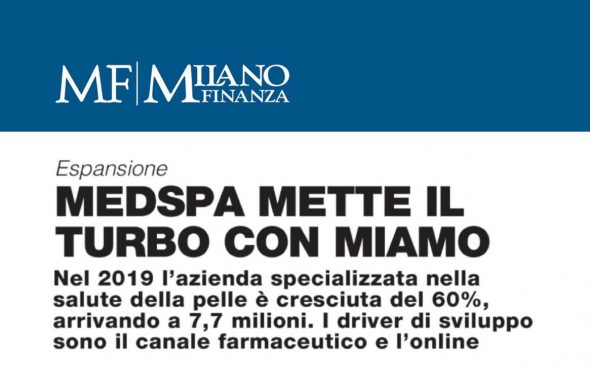 MF|MILANO
FINANZA
Espansione
MEDSPA METTE IL
TURBO CON MIAMO
Nel 2019 l'azienda specializzata nella
salute della pelle è cresciuta del 60%,
arrivando a 7,7 milioni. I driver di sviluppo
sono il canale farmaceutico e l'online